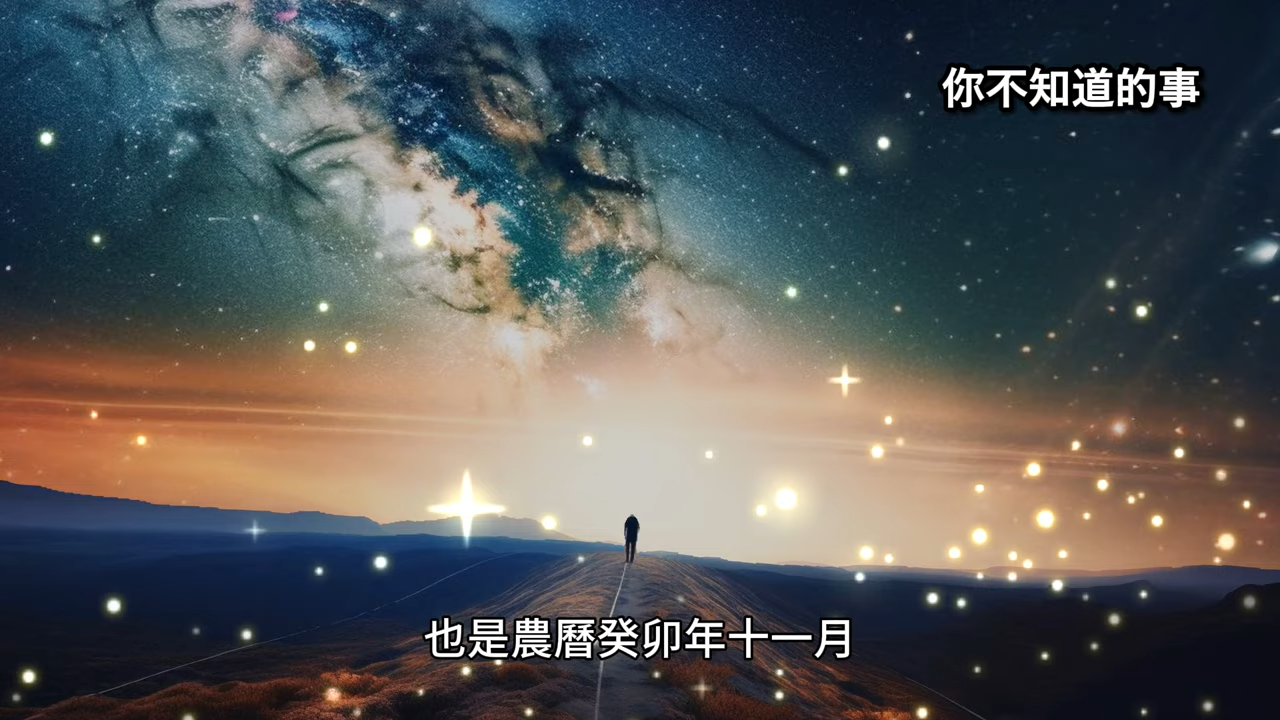 你不知道的事
也是農曆癸卯年十一月